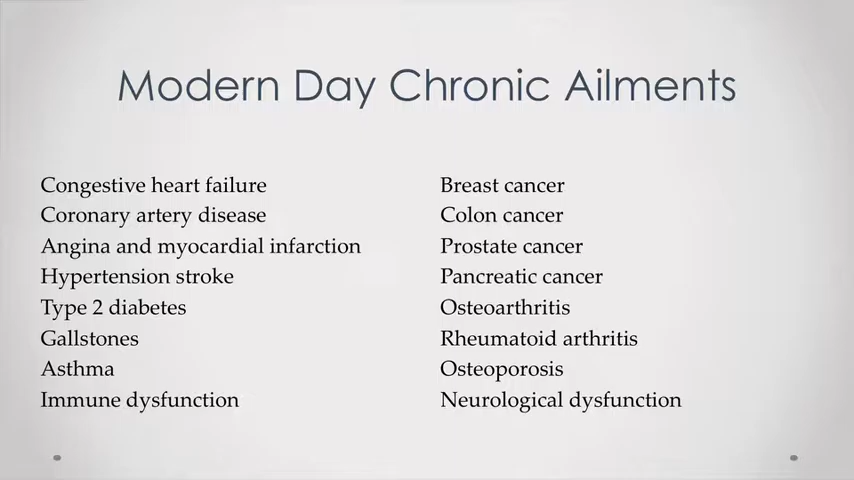 Modern Day Chronic Ailments
Congestive heart failure
Coronary artery disease
Angina and myocardial infarction
Hypertension stroke
Type 2 diabetes
Gallstones
Asthma
Immune dysfunction
Breast cancer
Colon cancer
Prostate cancer
Pancreatic cancer
Osteoarthritis
Rheumatoid arthritis
Osteoporosis
Neurological dysfunction